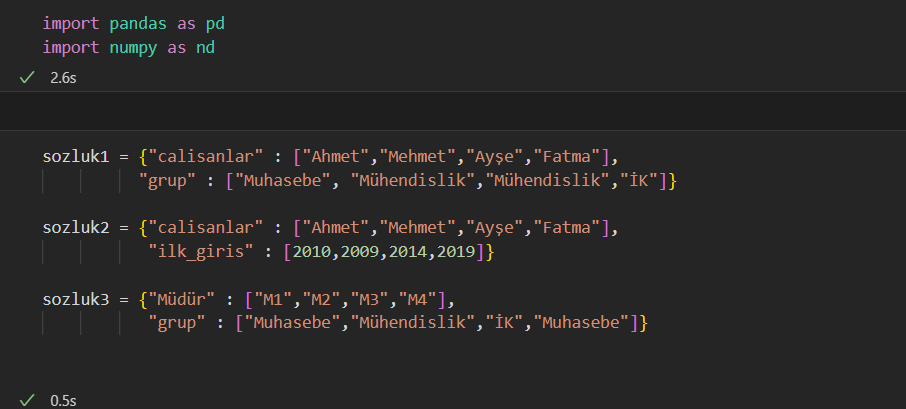 import pandas as pd
import numpy as nd
2.6s
sozluk1 = {"calisanlar" : ["Ahmet","Mehmet","Ayşe","Fatma"],
"grup" : ["Muhasebe", "Mühendislik","Mühendislik","İK"]}
sozluk2 = {"calisanlar" : ["Ahmet","Mehmet","Ayşe","Fatma"],
"ilk_giris" : [2010,2009,2014,2019]}
sozluk3 = {"Müdür" : ["M1","M2","M3","M4"],
"grup" : ["Muhasebe","Mühendislik","İK","Muhasebe"]}
0.5s